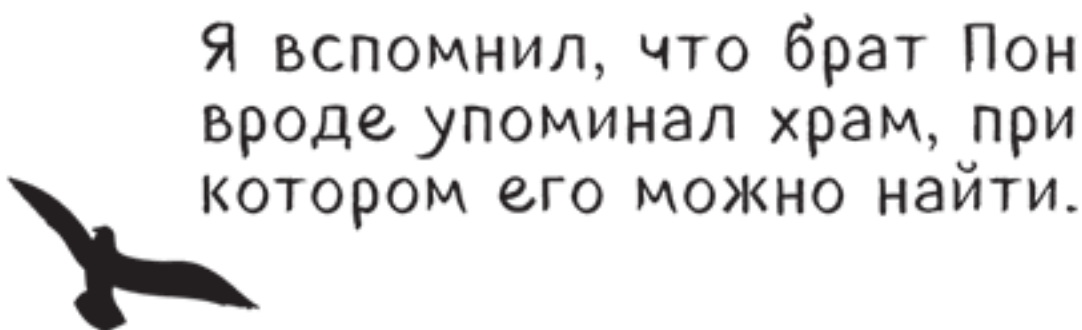 Я вспомнил, что брат Пон
вроде упоминал храм, при
котором его можно найти.